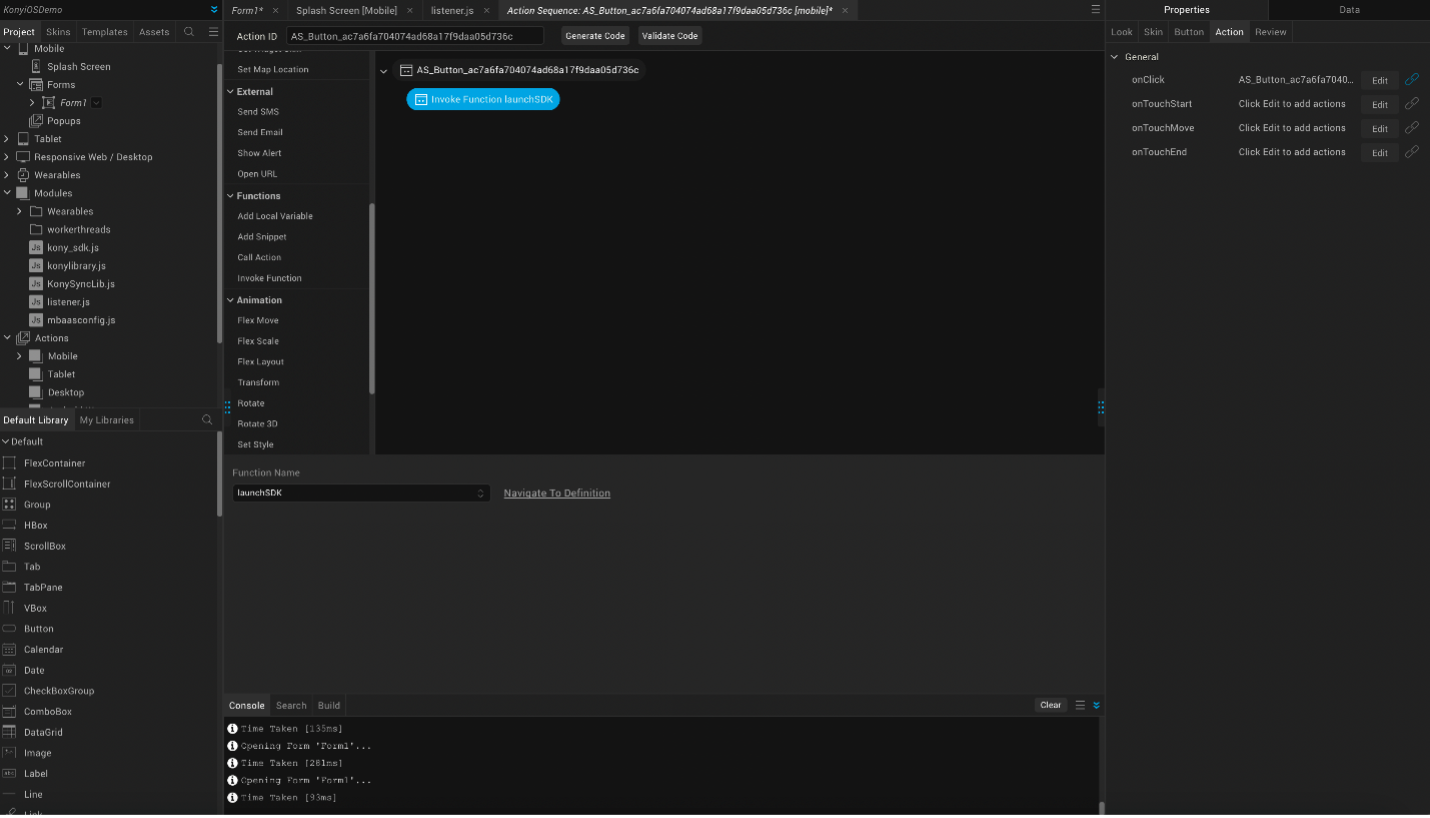 KonyiOSDemo
Project
Skins
Templates
Assets
Mobile
Splash Screen
Forms
Form1
Popups
Tablet
Responsive Web / Desktop
Wearables
Modules
Wearables
workerthreads
Js kony_sdk.js
Js konylibrary.js
Js KonySyncLib.js
Js listener.js
Js mbaasconfig.js
Actions
Mobile
Tablet
Desktop
Default Library
My Libraries
Default
FlexContainer
FlexScrollContainer
Group
HBox
ScrollBox
Tab
TabPane
VBox
Button
Calendar
Date
CheckBoxGroup
ComboBox
DataGrid
Image
Label
Line
Link
Form1*
Splash Screen [Mobile]
listener.js
Action Sequence: AS_Button_ac7a6fa704074ad68a17f9daa05d736c [mobile]*
Action ID
AS_Button_ac7a6fa704074ad68a17f9daa05d736c
Generate Code
Validate Code
Set Map Location
External
Send SMS
Send Email
Show Alert
Open URL
Functions
Add Local Variable
Add Snippet
Call Action
Invoke Function
Animation
Flex Move
Flex Scale
Flex Layout
Transform
Rotate
Rotate 3D
Set Style
AS_Button_ac7a6fa704074ad68a17f9daa05d736c
Invoke Function launchSDK
Function Name
launchSDK
Navigate To Definition
Console
Search
Build
Clear
Time Taken [135ms]
Opening Form "Form1"...
Time Taken [281ms]
Opening Form "Form1"...
Time Taken [93ms]
Properties
Data
Look
Skin
Button
Action
Review
General
onClick AS_Button_ac7a6fa7040... Edit
onTouchStart Click Edit to add actions Edit
onTouchMove Click Edit to add actions Edit
onTouchEnd Click Edit to add actions Edit